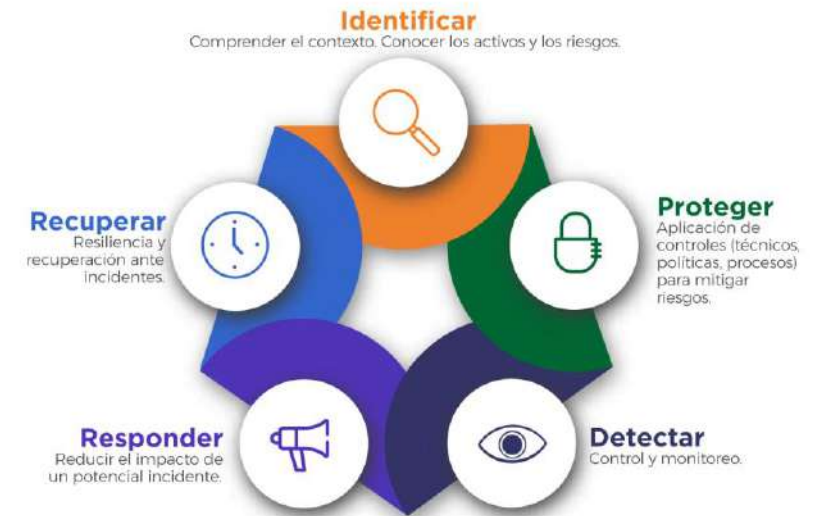 Identificar
Comprender el contexto. Conocer los activos y los riesgos.
Proteger
Aplicación de
controles (técnicos,
políticas, procesos)
para mitigar
riesgos.
Detectar
Control y monitoreo.
Responder
Reducir el impacto de
un potencial incidente.
Recuperar
Resiliencia y
recuperación ante
incidentes.